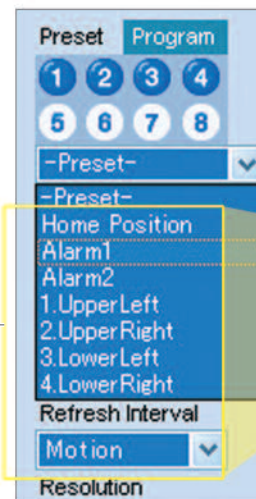 Preset Program
1 2 3 4
5 6 7 8
-Preset-
-Preset-
Home Position
Alarm1
Alarm2
1.UpperLeft
2.UpperRight
3.LowerLeft
4.LowerRight
Refresh Interval
Motion
Resolution